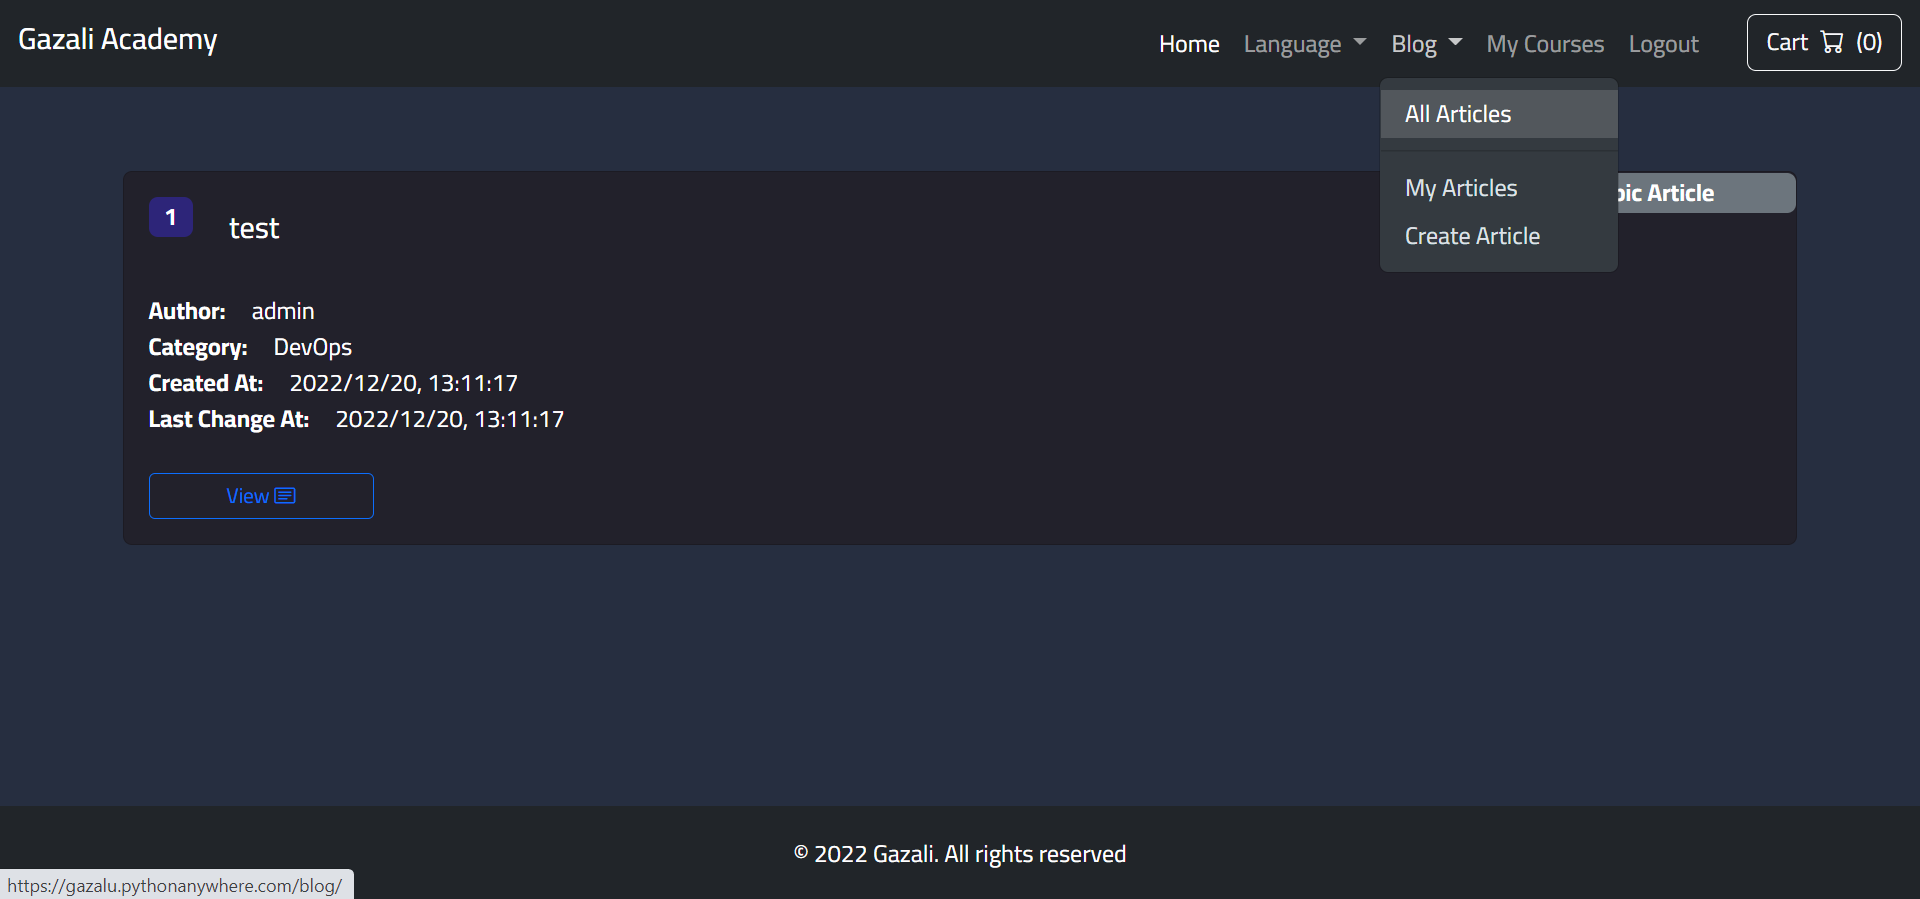 Gazali Academy
Home Language Blog My Courses Logout Cart (0)
All Articles
My Articles
Create Article
Article
1 test
Author: admin
Category: DevOps
Created At: 2022/12/20, 13:11:17
Last Change At: 2022/12/20, 13:11:17
View
© 2022 Gazali. All rights reserved
https://gazalu.pythonanywhere.com/blog/